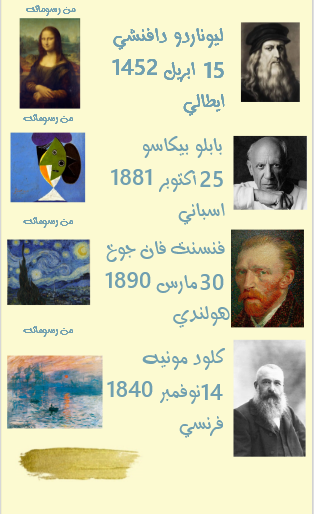 من رسوماته
ليوناردو دافنشي
15 ابريل 1452
ايطالي
من رسوماته
بابلو بيكاسو
25 اكتوبر 1881
اسباني
من رسوماته
فنسنت فان جوخ
30 مارس 1890
هولندي
من رسوماته
كلود مونيه
14نوفمبر 1840
فرنسي